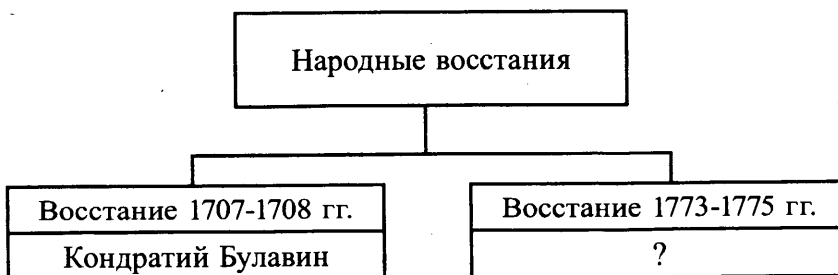 Народные восстания
Восстание 1707-1708 гг.
Восстание 1773-1775 гг.
Кондратий Булавин
?